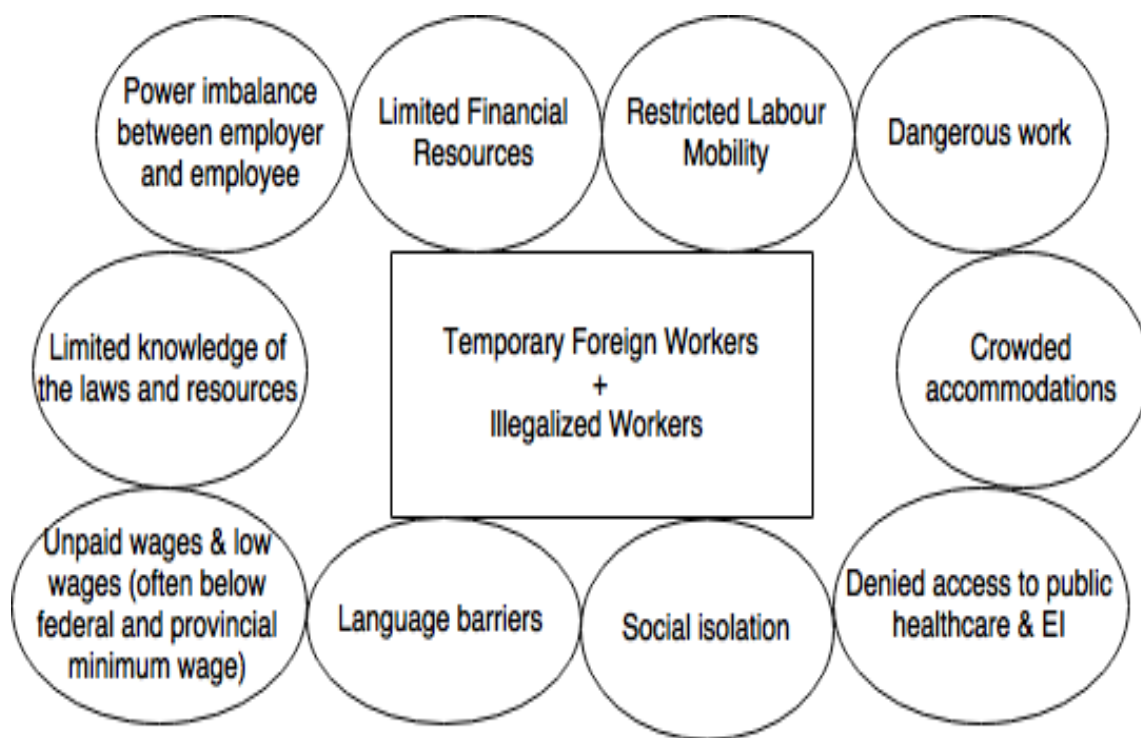 Power imbalance
between employer
and employee
Limited Financial
Resources
Restricted Labour
Mobility
Dangerous work
Limited knowledge of
the laws and resources
Temporary Foreign Workers
+
Illegalized Workers
Crowded
accommodations
Unpaid wages & low
wages (often below
federal and provincial
minimum wage)
Language barriers
Social isolation
Denied access to public
healthcare & EI